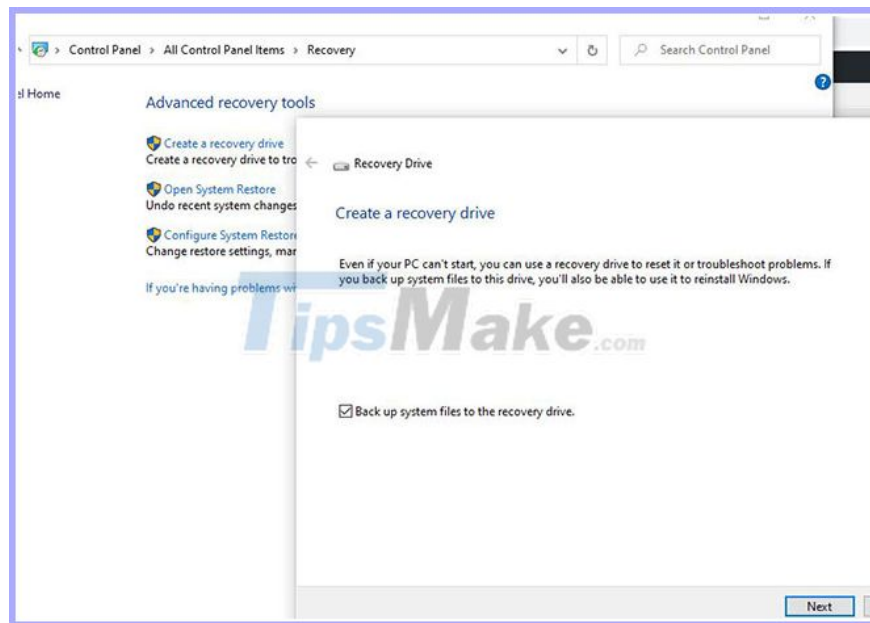 Control Panel > All Control Panel Items > Recovery
Search Control Panel
el Home
Advanced recovery tools
Create a recovery drive
Create a recovery drive to tro
Open System Restore
Undo recent system changes
Configure System Restore
Change restore settings, mar
If you're having problems wi
Recovery Drive
Create a recovery drive
Even if your PC can't start, you can use a recovery drive to reset it or troubleshoot problems. If
you back up system files to this drive, you'll also be able to use it to reinstall Windows.
TipsMake.com
Back up system files to the recovery drive.
Next